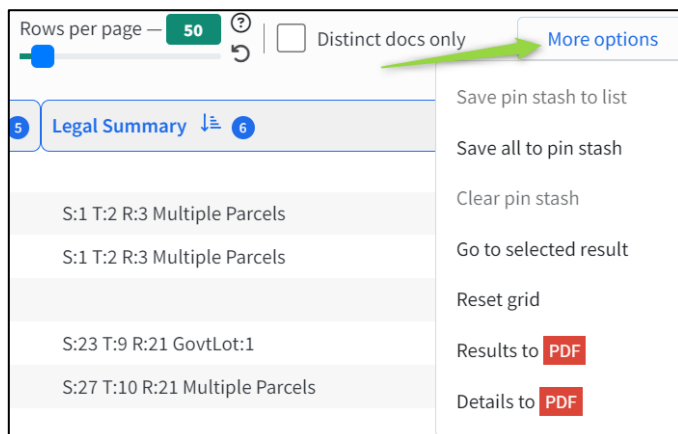 Rows per page — 50
Distinct docs only
More options
5 Legal Summary 6
S:1 T:2 R:3 Multiple Parcels
S:1 T:2 R:3 Multiple Parcels
S:23 T:9 R:21 GovtLot:1
S:27 T:10 R:21 Multiple Parcels
Save pin stash to list
Save all to pin stash
Clear pin stash
Go to selected result
Reset grid
Results to PDF
Details to PDF